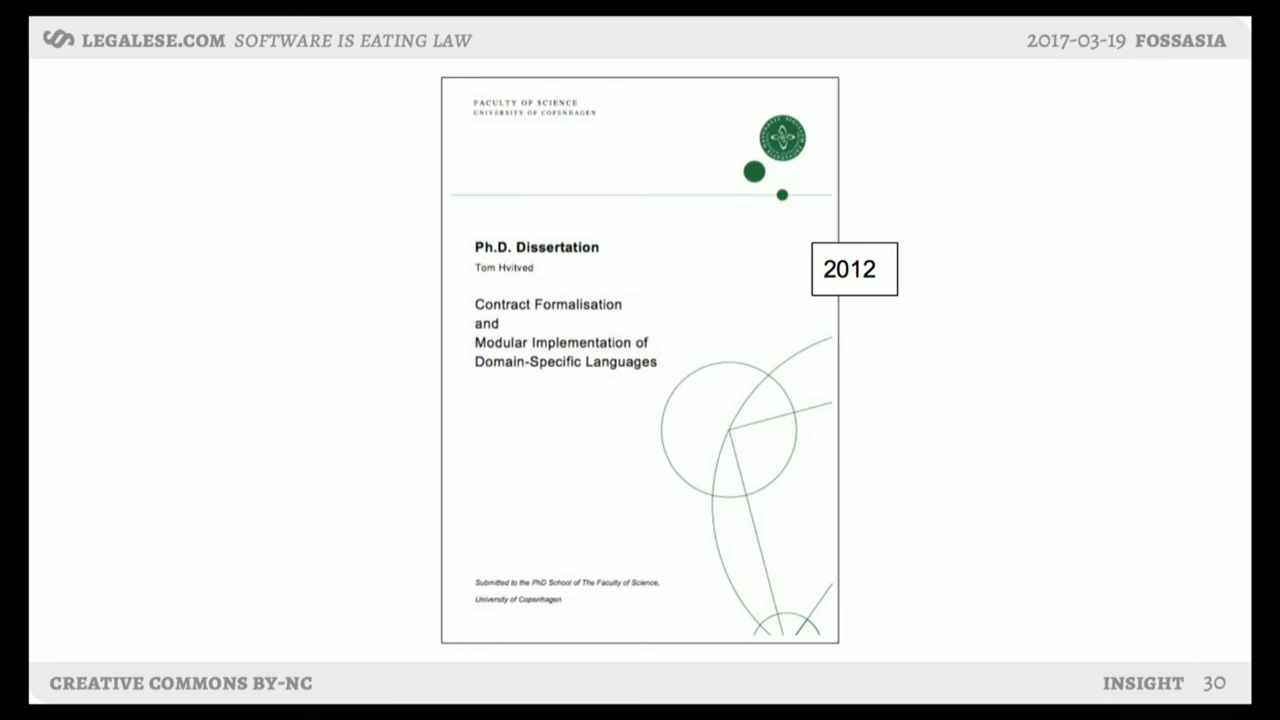 LEGALESE.COM SOFTWARE IS EATING LAW
2017-03-19 FOSSASIA
FACULTY OF SCIENCE
UNIVERSITY OF COPENHAGEN
Ph.D. Dissertation
Tom Hvitved
2012
Contract Formalisation
and
Modular Implementation of
Domain-Specific Languages
Submitted to the PhD School of The Faculty of Science,
University of Copenhagen
CREATIVE COMMONS BY-NC
INSIGHT 30